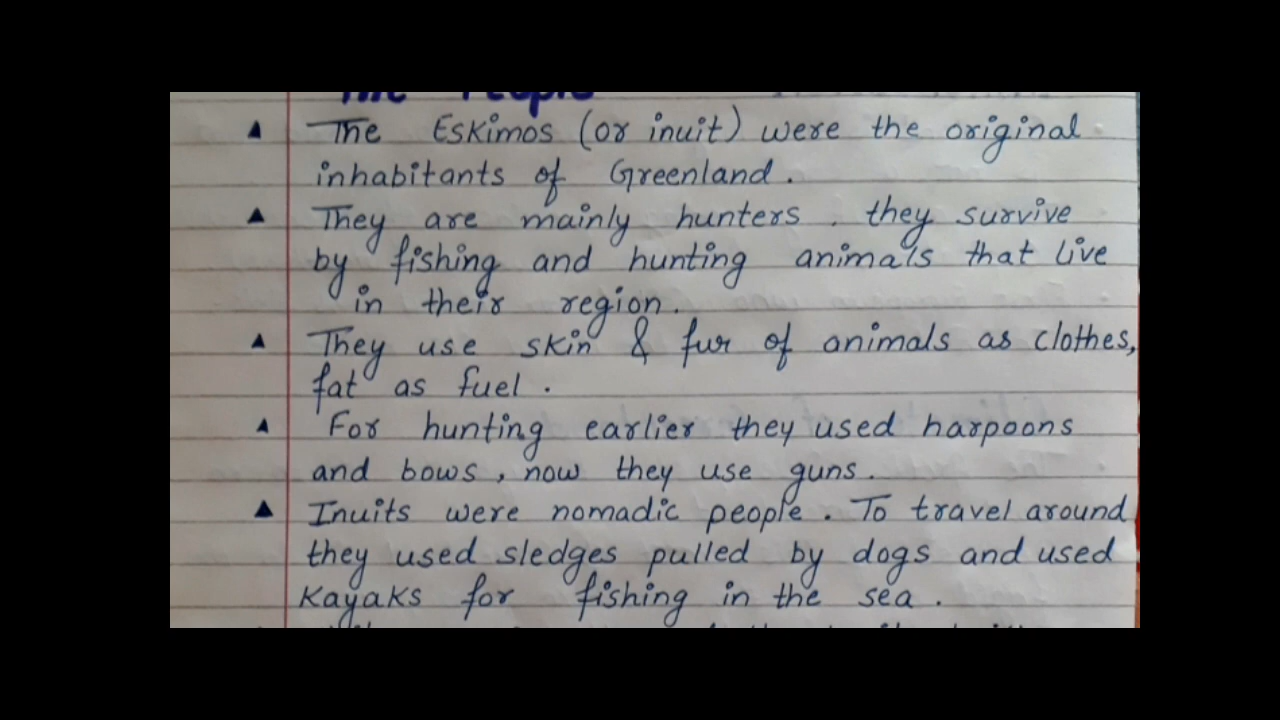 The People
▲ The Eskimos (or inuit) were the original
inhabitants of Greenland.
▲ They are mainly hunters. they survive
by fishing and hunting animals that live
in their region.
▲ They use skin & fur of animals as clothes,
fat as fuel.
▲ For hunting earlier they used harpoons
and bows, now they use guns.
▲ Inuits were nomadic people. To travel around
they used sledges pulled by dogs and used
Kayaks for fishing in the sea.